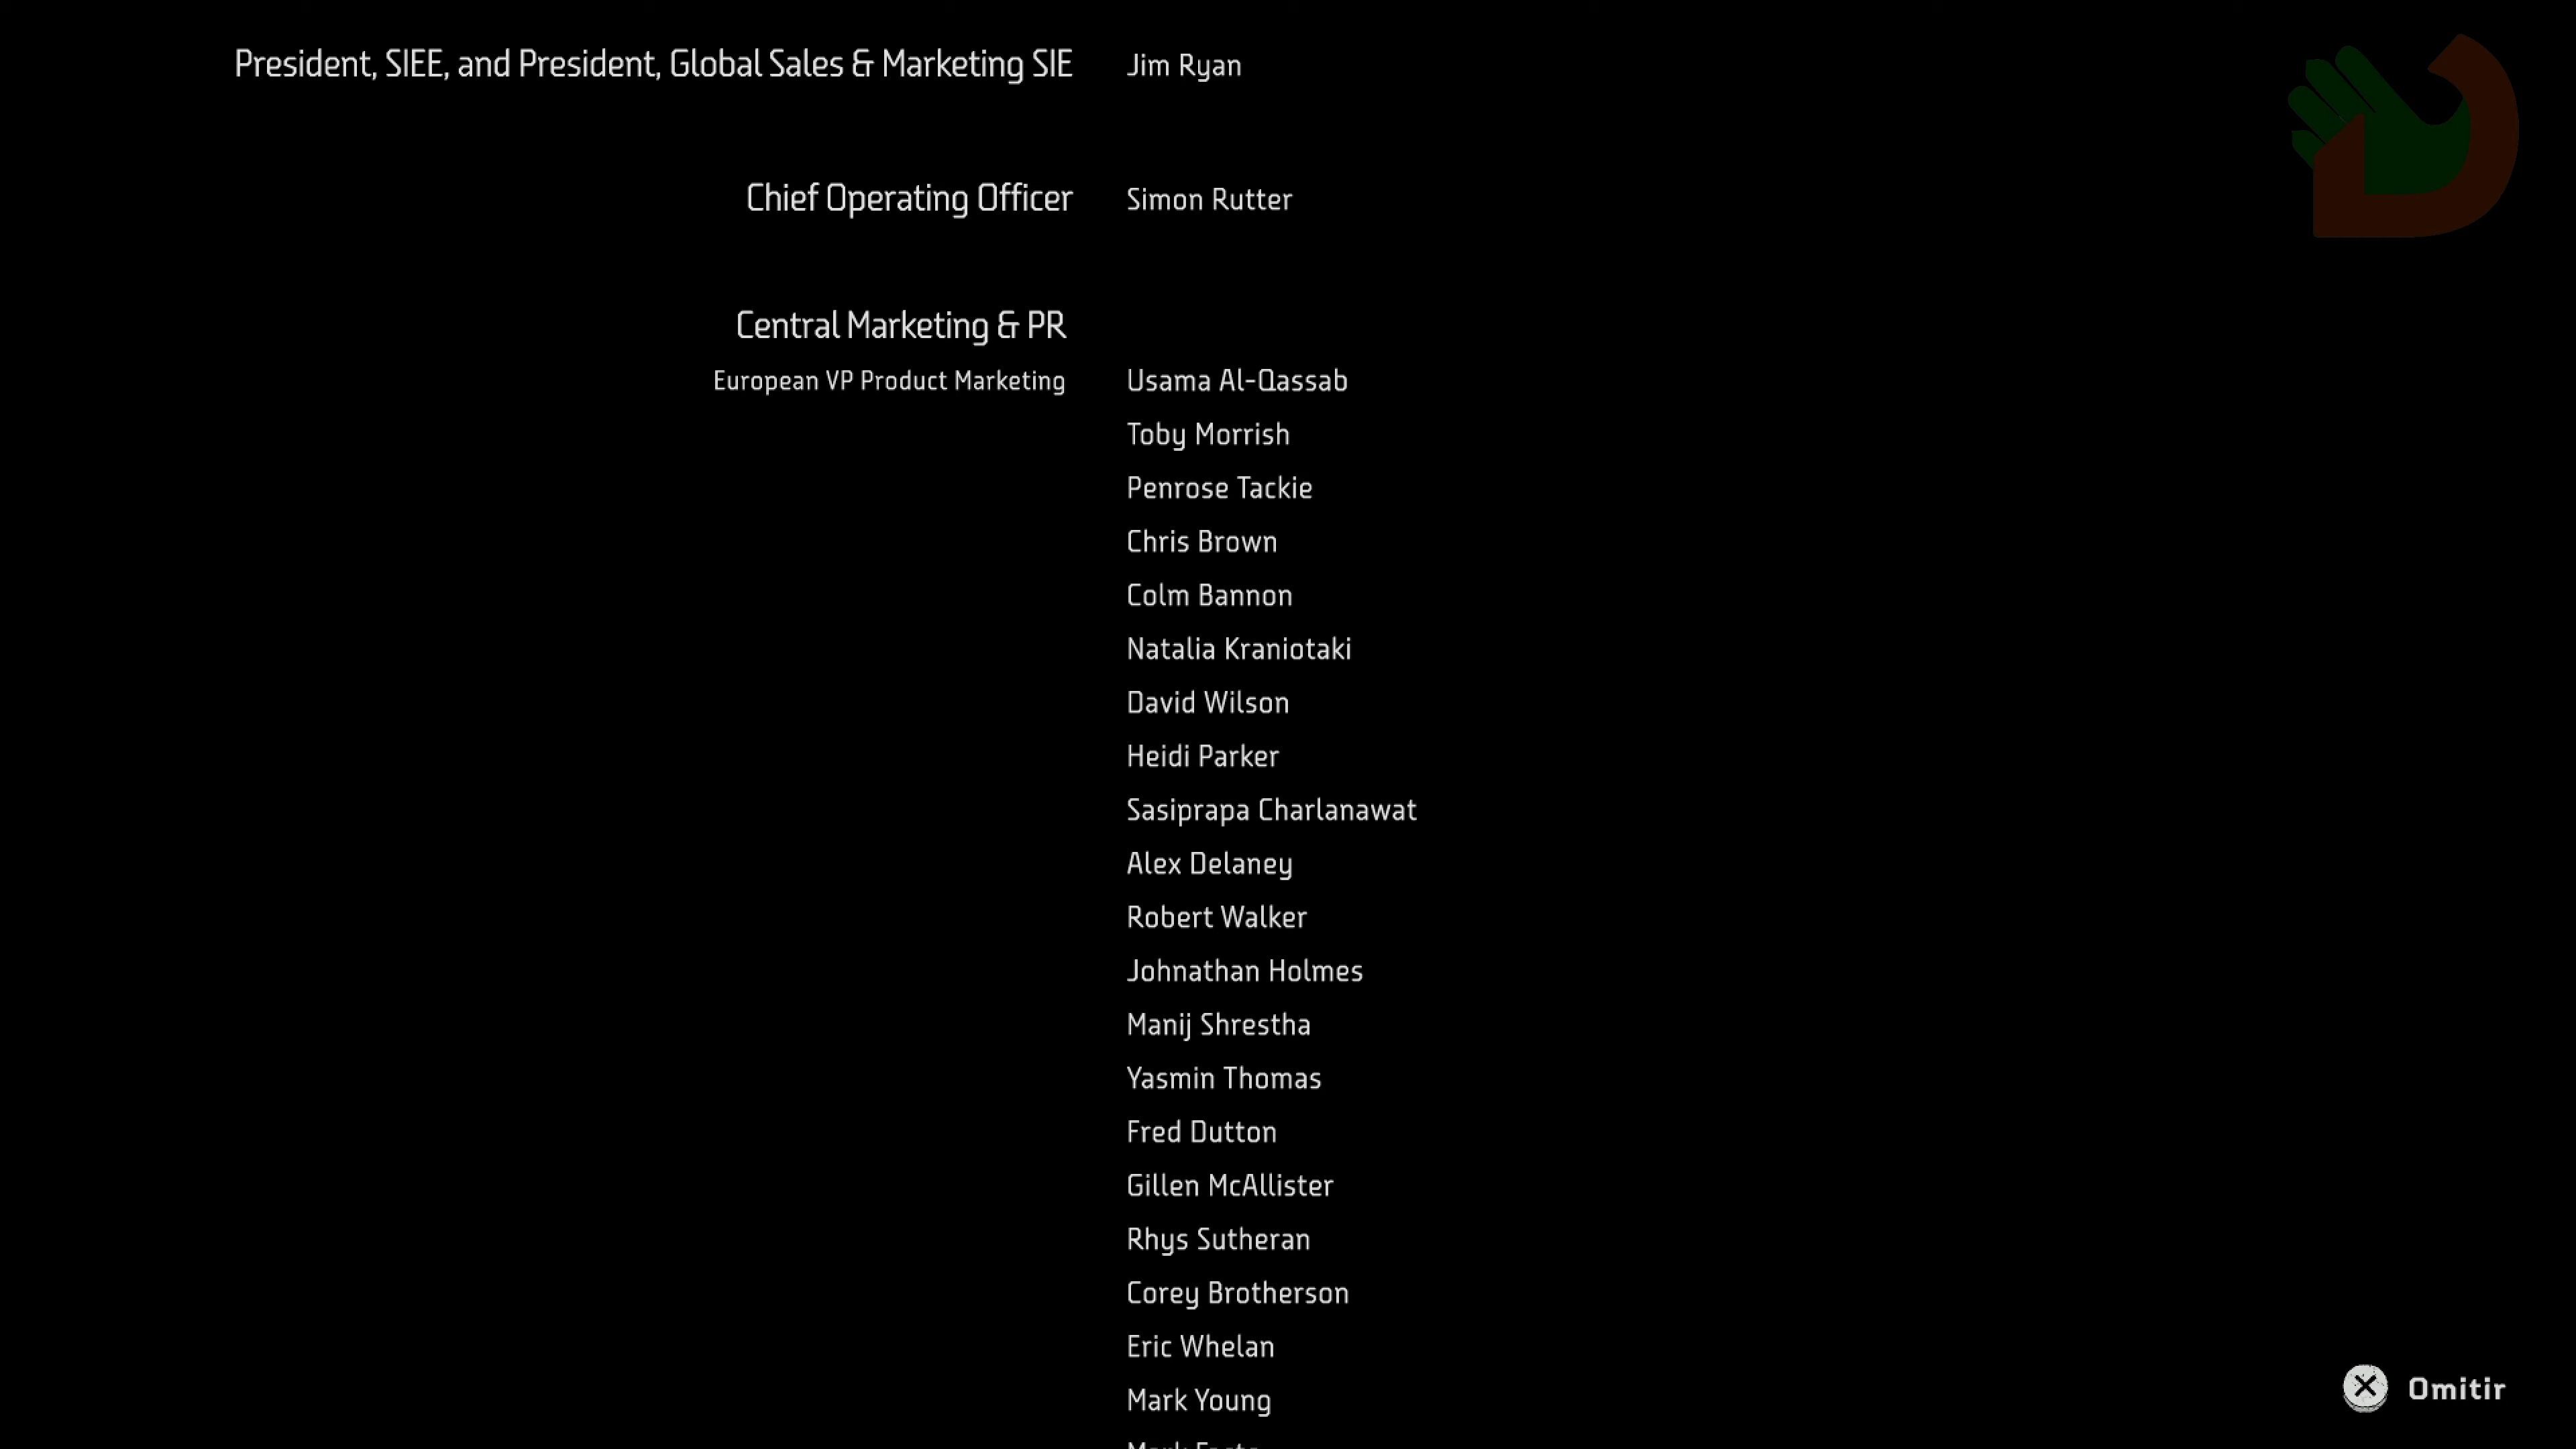 President, SIEE, and President, Global Sales & Marketing SIE Jim Ryan
Chief Operating Officer Simon Rutter
Central Marketing & PR
European VP Product Marketing Usama Al-Qassab
Toby Morrish
Penrose Tackie
Chris Brown
Colm Bannon
Natalia Kraniotaki
David Wilson
Heidi Parker
Sasiprapa Charlanawat
Alex Delaney
Robert Walker
Johnathan Holmes
Manij Shrestha
Yasmin Thomas
Fred Dutton
Gillen McAllister
Rhys Sutheran
Corey Brotherson
Eric Whelan
Mark Young
Omitir